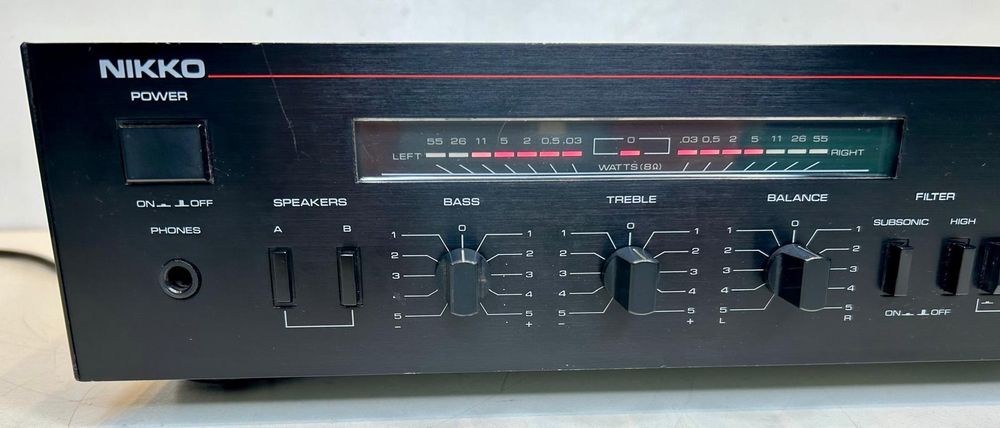 NIKKO
POWER
55 26 11 5 2 0.5 .03 0 .03 0.5 2 5 11 26 55
LEFT RIGHT
WATTS (8Ω)
ON OFF SPEAKERS BASS TREBLE BALANCE FILTER
PHONES A B SUBSONIC HIGH
0 0 0
1 1 1 1 1 1
2 2 2 2 2 2
3 3 3 3 3 3
4 4 4 4
5 5 5 5 5 5
- + - + L R
ON OFF